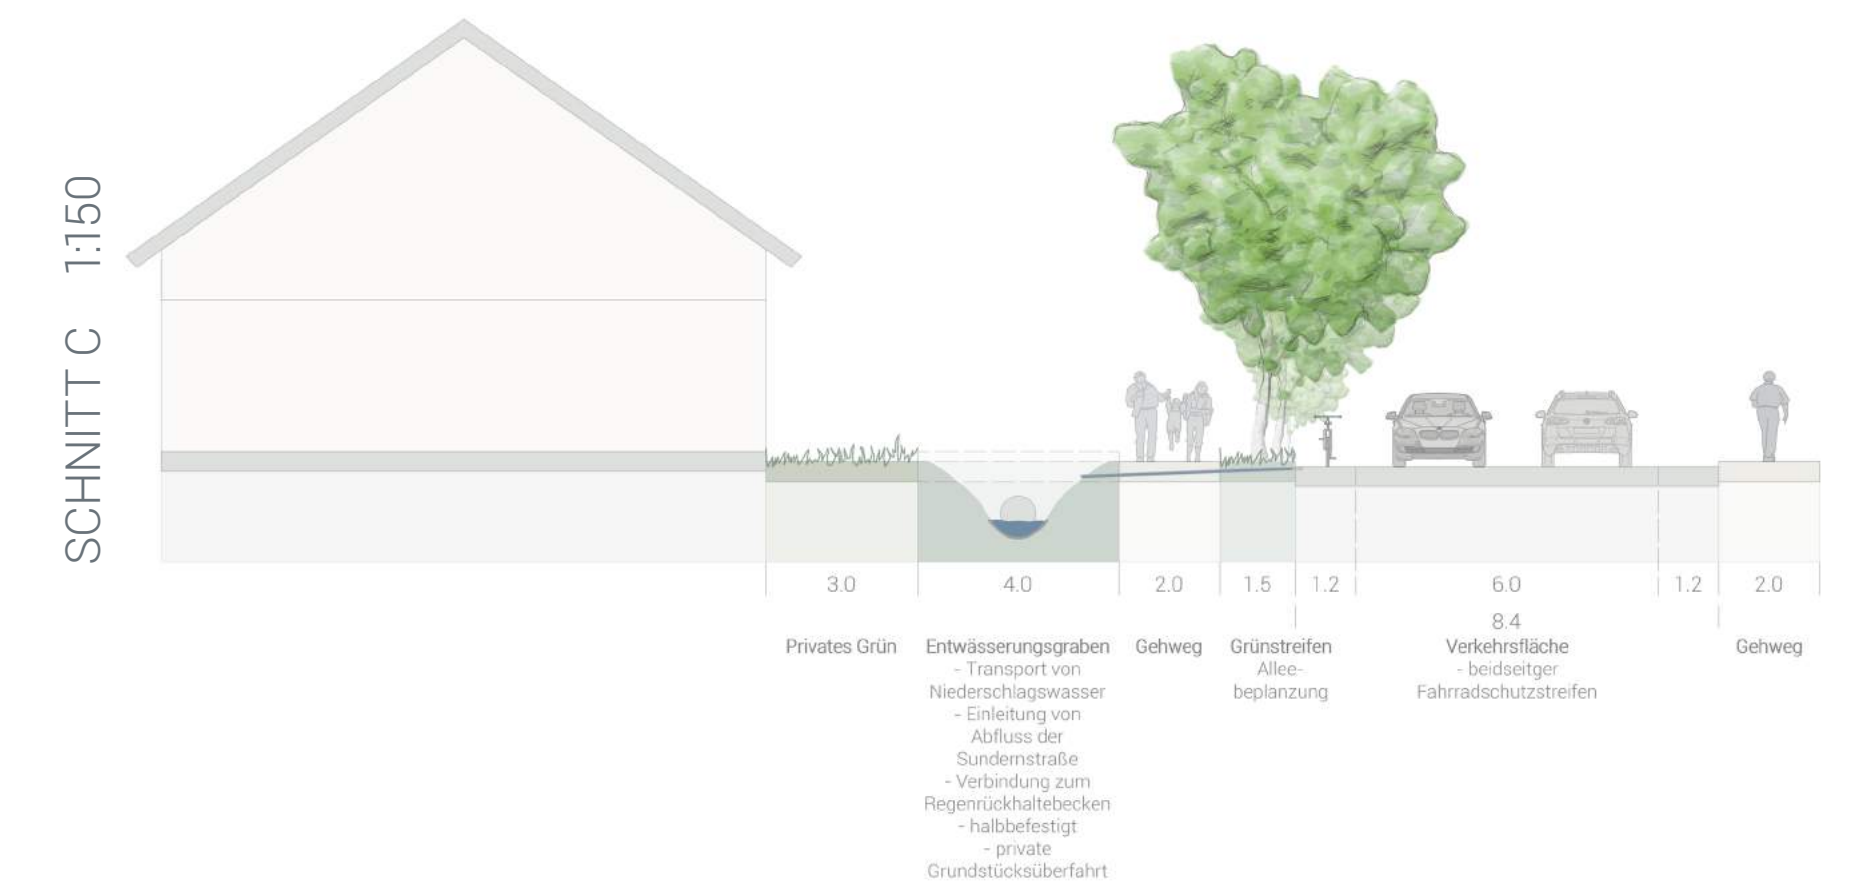 SCHNITT C 1:150
3.0
4.0
2.0
1.5
1.2
6.0
1.2
2.0
8.4
Privates Grün
Entwässerungsgraben
- Transport von
Niederschlagswasser
- Einleitung von
Abfluss der
Sundernstraße
- Verbindung zum
Regenrückhaltebecken
- halbbefestigt
- private
Grundstücksüberfahrt
Gehweg
Grünstreifen
Allee-
beplanzung
Verkehrsfläche
- beidseitger
Fahrradschutzstreifen
Gehweg